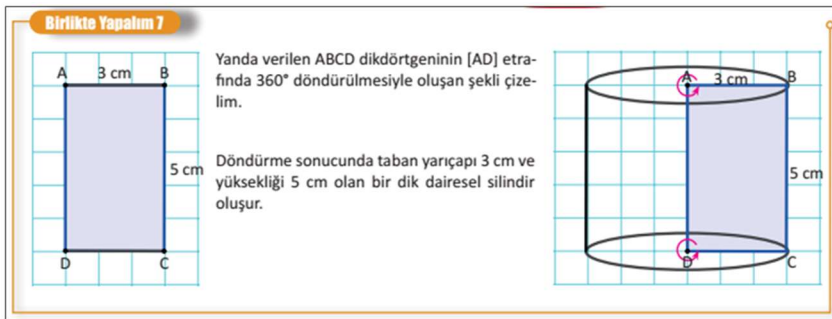 Birlikte Yapalım 7
A 3 cm B
5 cm
D C
Yanda verilen ABCD dikdörtgeninin [AD] etra-
fında 360° döndürülmesiyle oluşan şekli çize-
lim.
Döndürme sonucunda taban yarıçapı 3 cm ve
yüksekliği 5 cm olan bir dik dairesel silindir
oluşur.
A 3 cm B
5 cm
D C